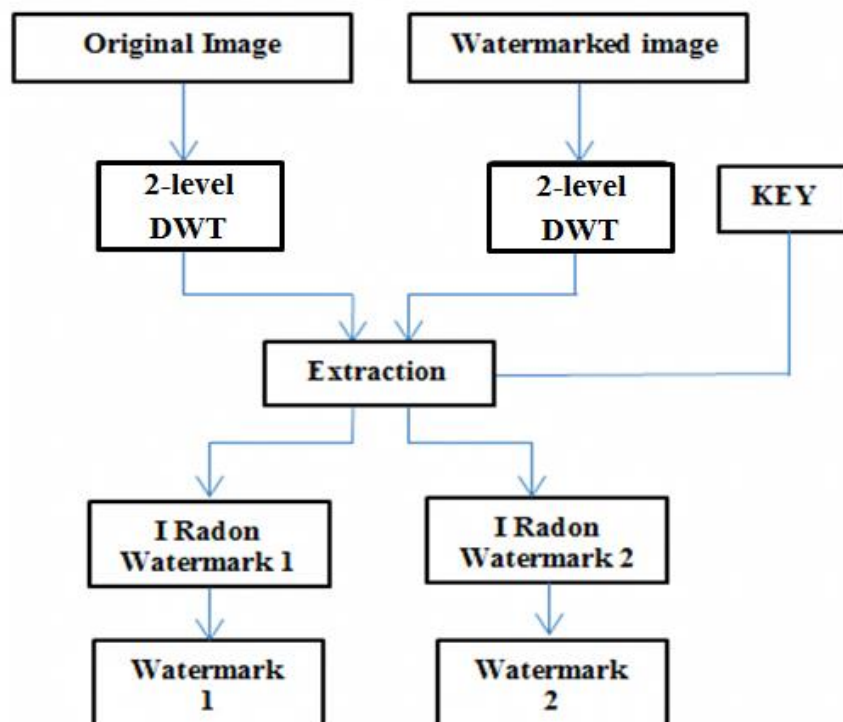 Original Image
Watermarked image
2-level
DWT
2-level
DWT
KEY
Extraction
I Radon
Watermark 1
I Radon
Watermark 2
Watermark
1
Watermark
2